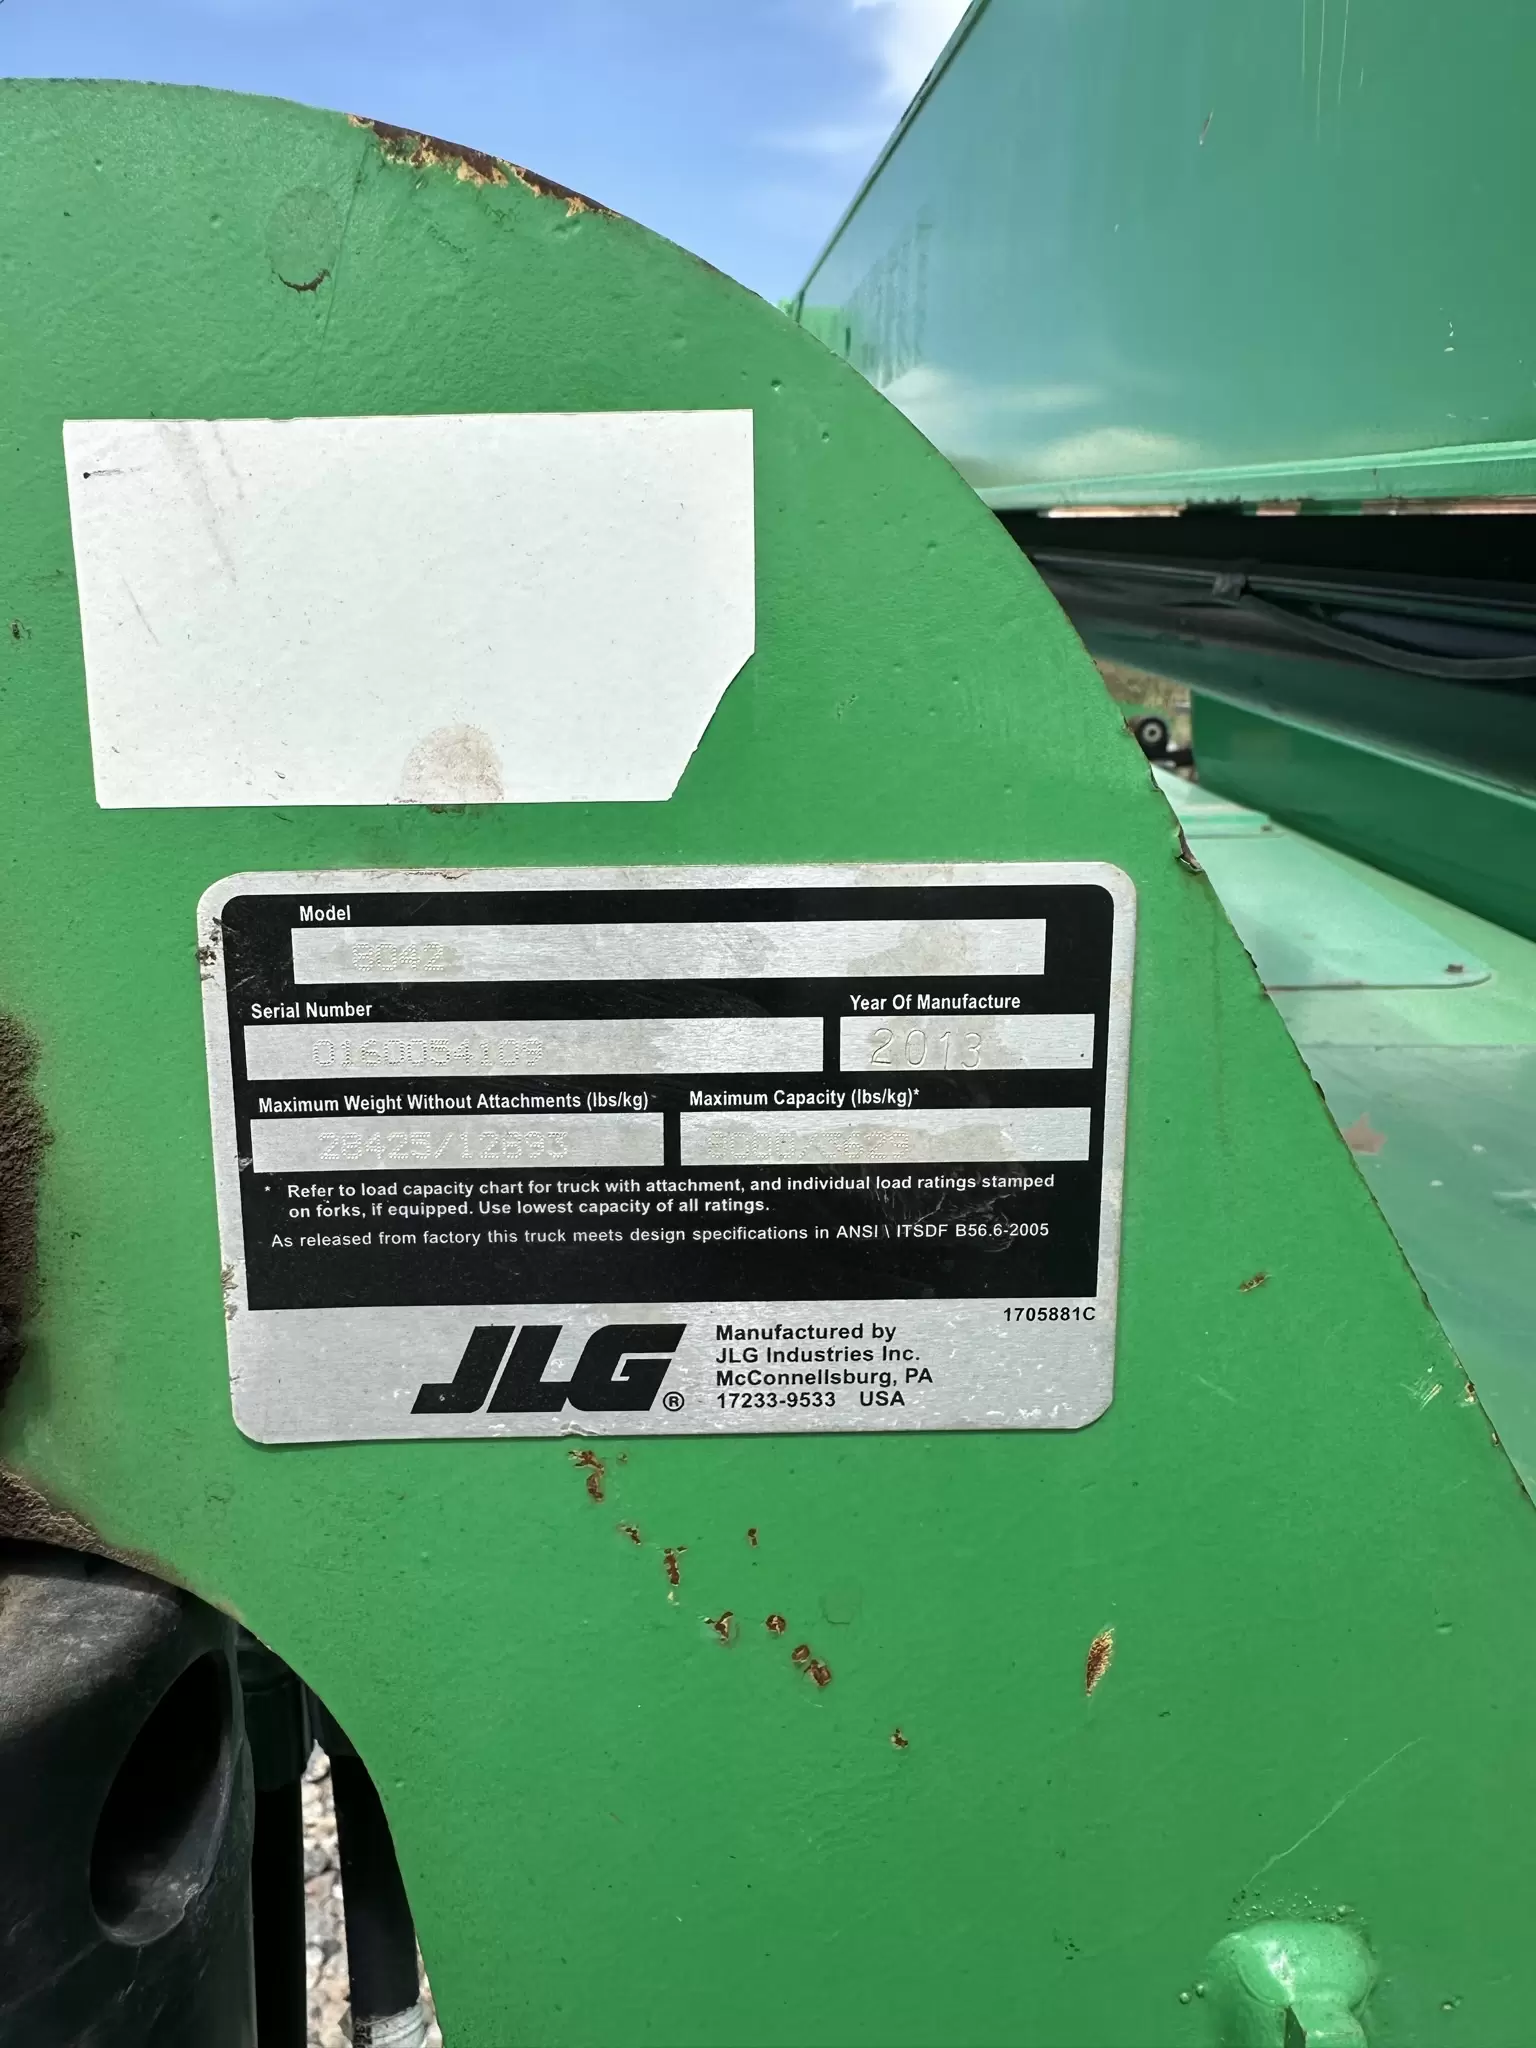 Model
8042
Serial Number
Year Of Manufacture
0160054109
2013
Maximum Weight Without Attachments (lbs/kg)
Maximum Capacity (lbs/kg)*
28425/12893
8000/3629
* Refer to load capacity chart for truck with attachment, and individual load ratings stamped
on forks, if equipped. Use lowest capacity of all ratings.
As released from factory this truck meets design specifications in ANSI \ ITSDF B56.6-2005
1705881C
JLG®
Manufactured by
JLG Industries Inc.
McConnellsburg, PA
17233-9533 USA